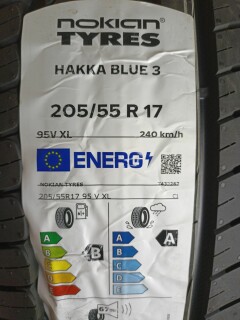 nokian
TYRES
HAKKA BLUE 3
205/55 R 17
95V XL 240 km/h
ENERG
NOKIAN TYRES
205/55R17 95 V XL C1
A A
B B B
C C
D D
E E
A